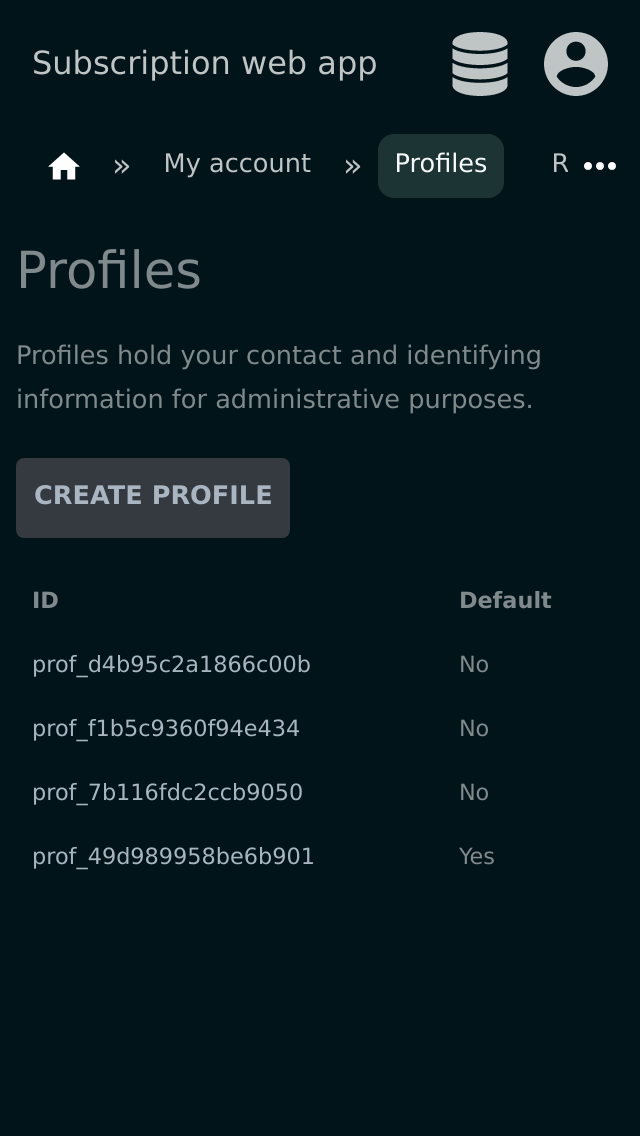 Subscription web app
» My account » Profiles R
Profiles
Profiles hold your contact and identifying
information for administrative purposes.
CREATE PROFILE
ID Default
prof_d4b95c2a1866c00b No
prof_f1b5c9360f94e434 No
prof_7b116fdc2ccb9050 No
prof_49d989958be6b901 Yes